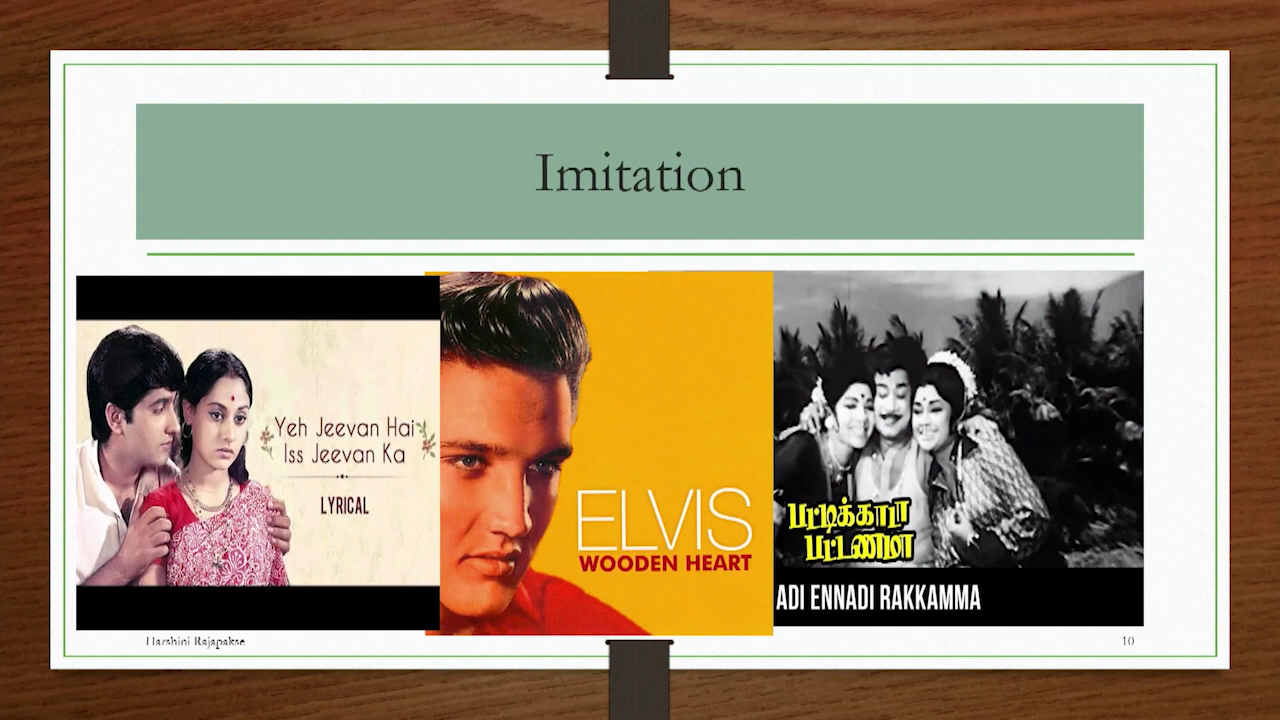 Imitation
Yeh Jeevan Hai
Iss Jeevan Ka
LYRICAL
ELVIS
WOODEN HEART
பட்டிக்காடா
பட்டணமா
ADI ENNADI RAKKAMMA
Harshini Rajapakse
10